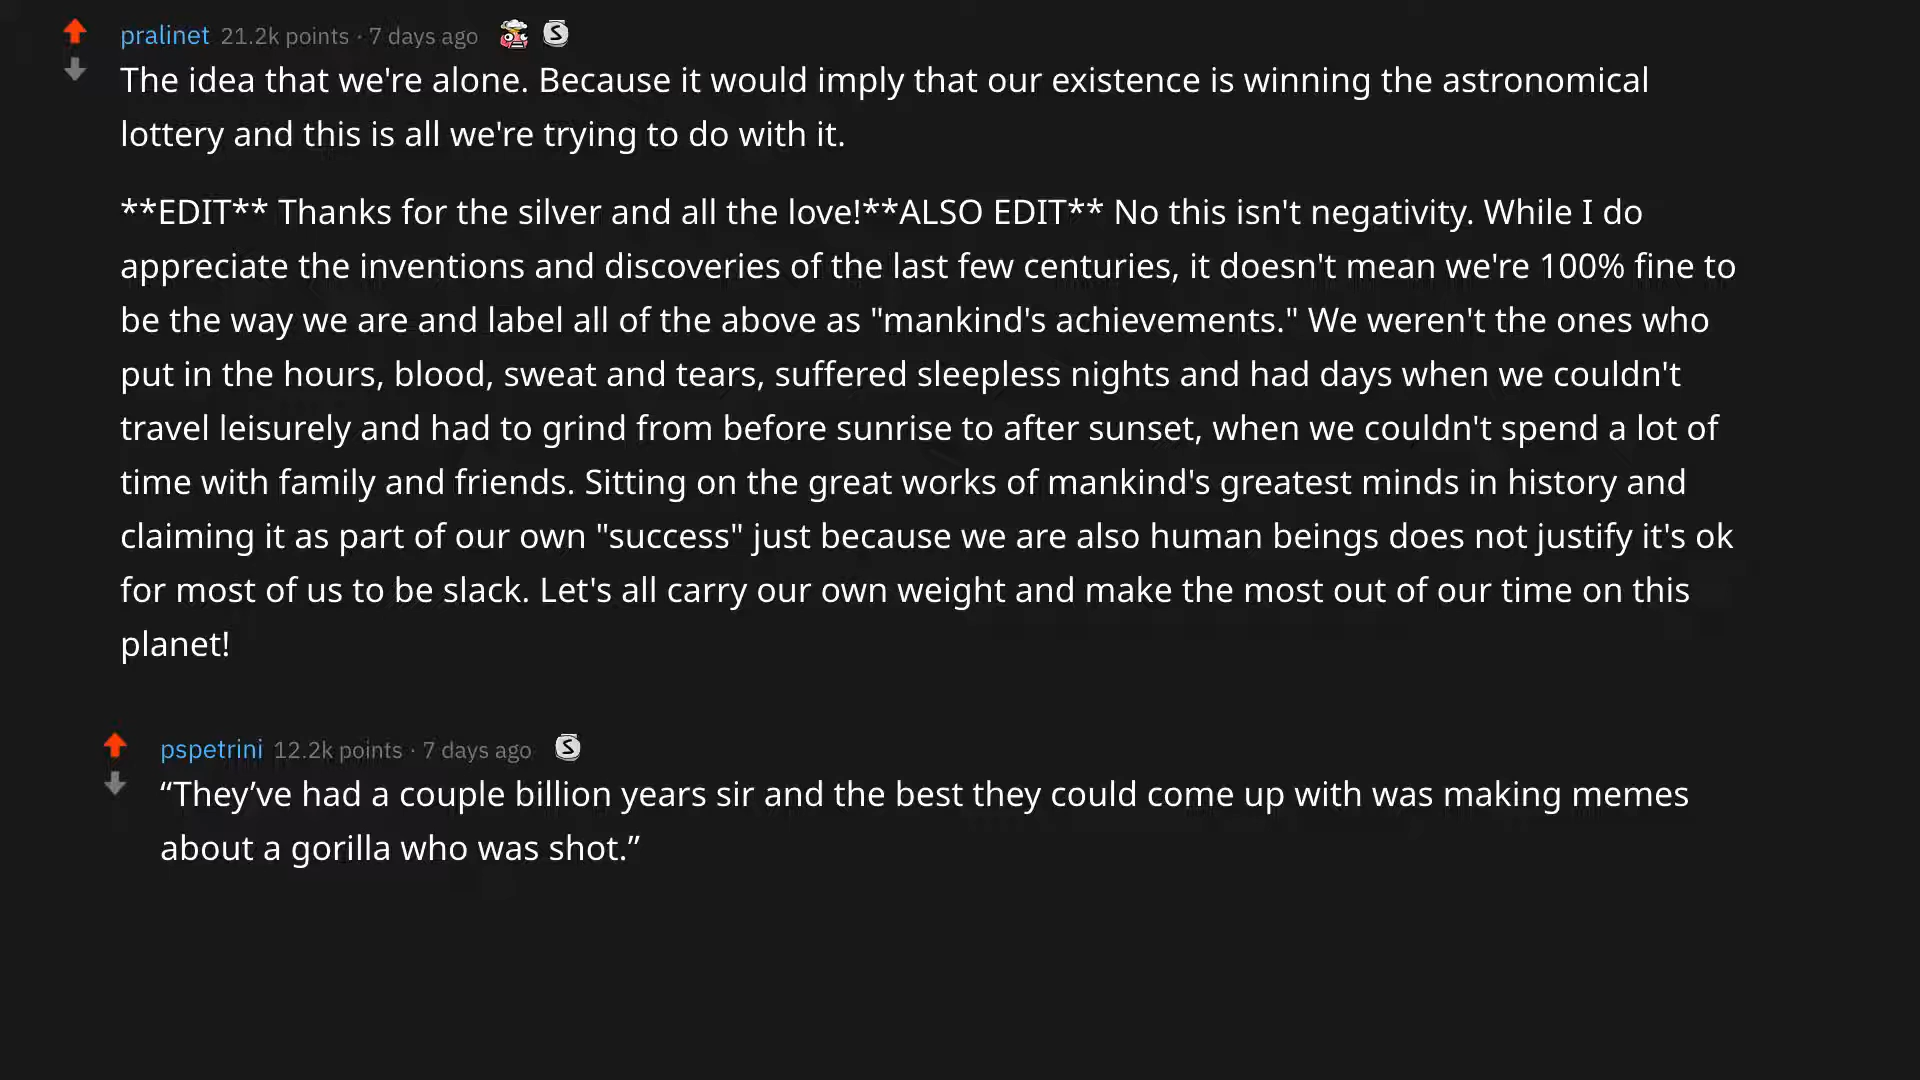 pralinet 21.2k points · 7 days ago
The idea that we're alone. Because it would imply that our existence is winning the astronomical
lottery and this is all we're trying to do with it.
**EDIT** Thanks for the silver and all the love!**ALSO EDIT** No this isn't negativity. While I do
appreciate the inventions and discoveries of the last few centuries, it doesn't mean we're 100% fine to
be the way we are and label all of the above as "mankind's achievements." We weren't the ones who
put in the hours, blood, sweat and tears, suffered sleepless nights and had days when we couldn't
travel leisurely and had to grind from before sunrise to after sunset, when we couldn't spend a lot of
time with family and friends. Sitting on the great works of mankind's greatest minds in history and
claiming it as part of our own "success" just because we are also human beings does not justify it's ok
for most of us to be slack. Let's all carry our own weight and make the most out of our time on this
planet!
pspetrini 12.2k points · 7 days ago
“They’ve had a couple billion years sir and the best they could come up with was making memes
about a gorilla who was shot.”